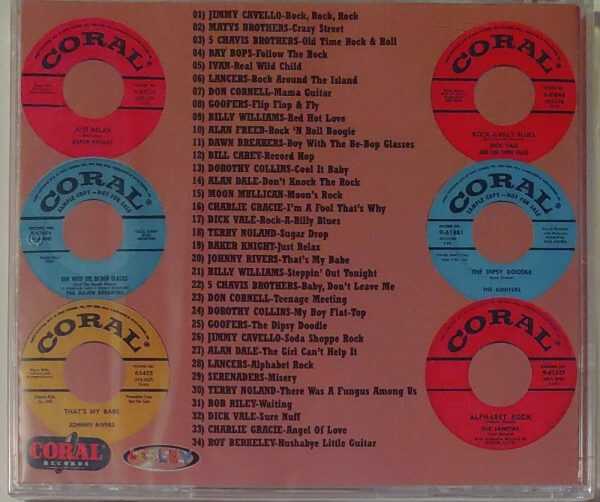 01) JIMMY CAVELLO-Rock, Rock, Rock
02) MATYS BROTHERS-Crazy Street
03) 5 CHAVIS BROTHERS-Old Time Rock & Roll
04) BAY BOPS-Follow The Rock
05) IVAN-Real Wild Child
06) LANCERS-Rock Around The Island
07) DON CORNELL-Mama Guitar
08) GOOFERS-Flip Flop & Fly
09) BILLY WILLIAMS-Red Hot Love
10) ALAN FREED-Rock 'N Roll Boogie
11) DAWN BREAKERS-Boy With The Be-Bop Glasses
12) BILL CAREY-Record Hop
13) DOROTHY COLLINS-Cool It Baby
14) ALAN DALE-Don't Knock The Rock
15) MOON MULLICAN-Moon's Rock
16) CHARLIE GRACIE-I'm A Fool That's Why
17) DICK VALE-Rock-A-Billy Blues
18) TERRY NOLAND-Sugar Drop
19) BAKER KNIGHT-Just Relax
20) JOHNNY RIVERS-That's My Babe
21) BILLY WILLIAMS-Steppin' Out Tonight
22) 5 CHAVIS BROTHERS-Baby, Don't Leave Me
23) DON CORNELL-Teenage Meeting
24) DOROTHY COLLINS-My Boy Flat-Top
25) GOOFERS-The Dipsy Doodle
26) JIMMY CAVELLO-Soda Shoppe Rock
27) ALAN DALE-The Girl Can't Help It
28) LANCERS-Alphabet Rock
29) SERENADERS-Misery
30) TERRY NOLAND-There Was A Fungus Among Us
31) BOB RILEY-Waiting
32) DICK VALE-Sure Nuff
33) CHARLIE GRACIE-Angel Of Love
34) ROY BERKELEY-Hushabye Little Guitar
CORAL
JUST RELAX
BAKER KNIGHT
CORAL
SAMPLE COPY - NOT FOR SALE
BOY WITH THE BE-BOP GLASSES
CORAL
THAT'S MY BABE
JOHNNY RIVERS
CORAL
RECORDS
CORAL
ROCK-A-BILLY BLUES
DICK VALE
CORAL
SAMPLE COPY - NOT FOR SALE
9-61381
THE DIPSY DOODLE
THE GOOFERS
CORAL
ALPHABET ROCK
THE LANCERS